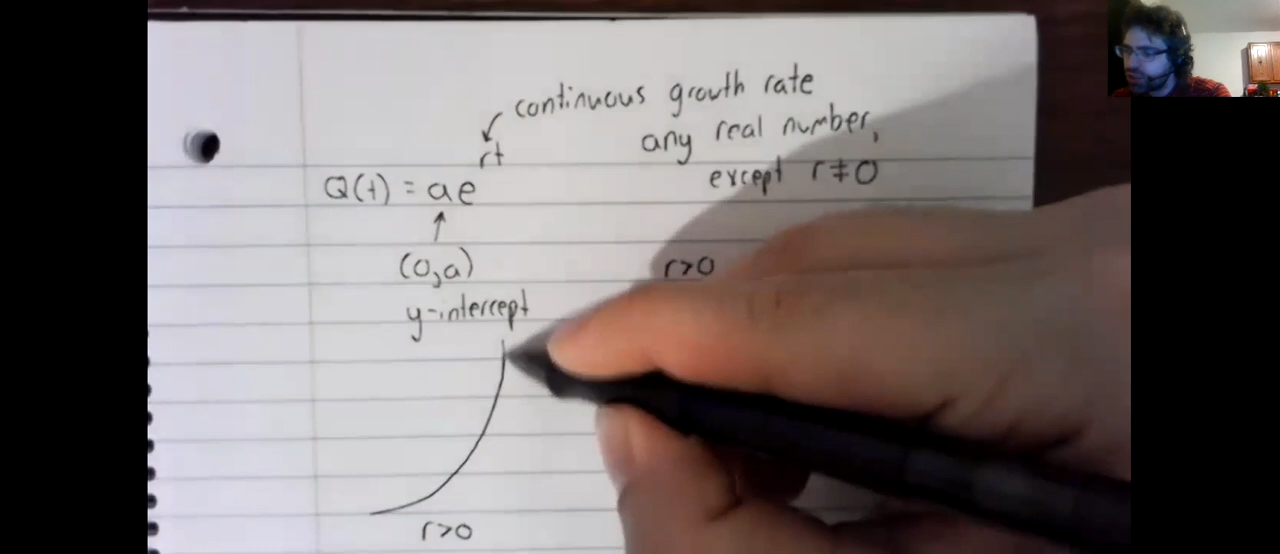 continuous growth rate
any real number,
except r≠0
rt
Q(t) = ae
(0,a)
y-intercept
r>0
r>0